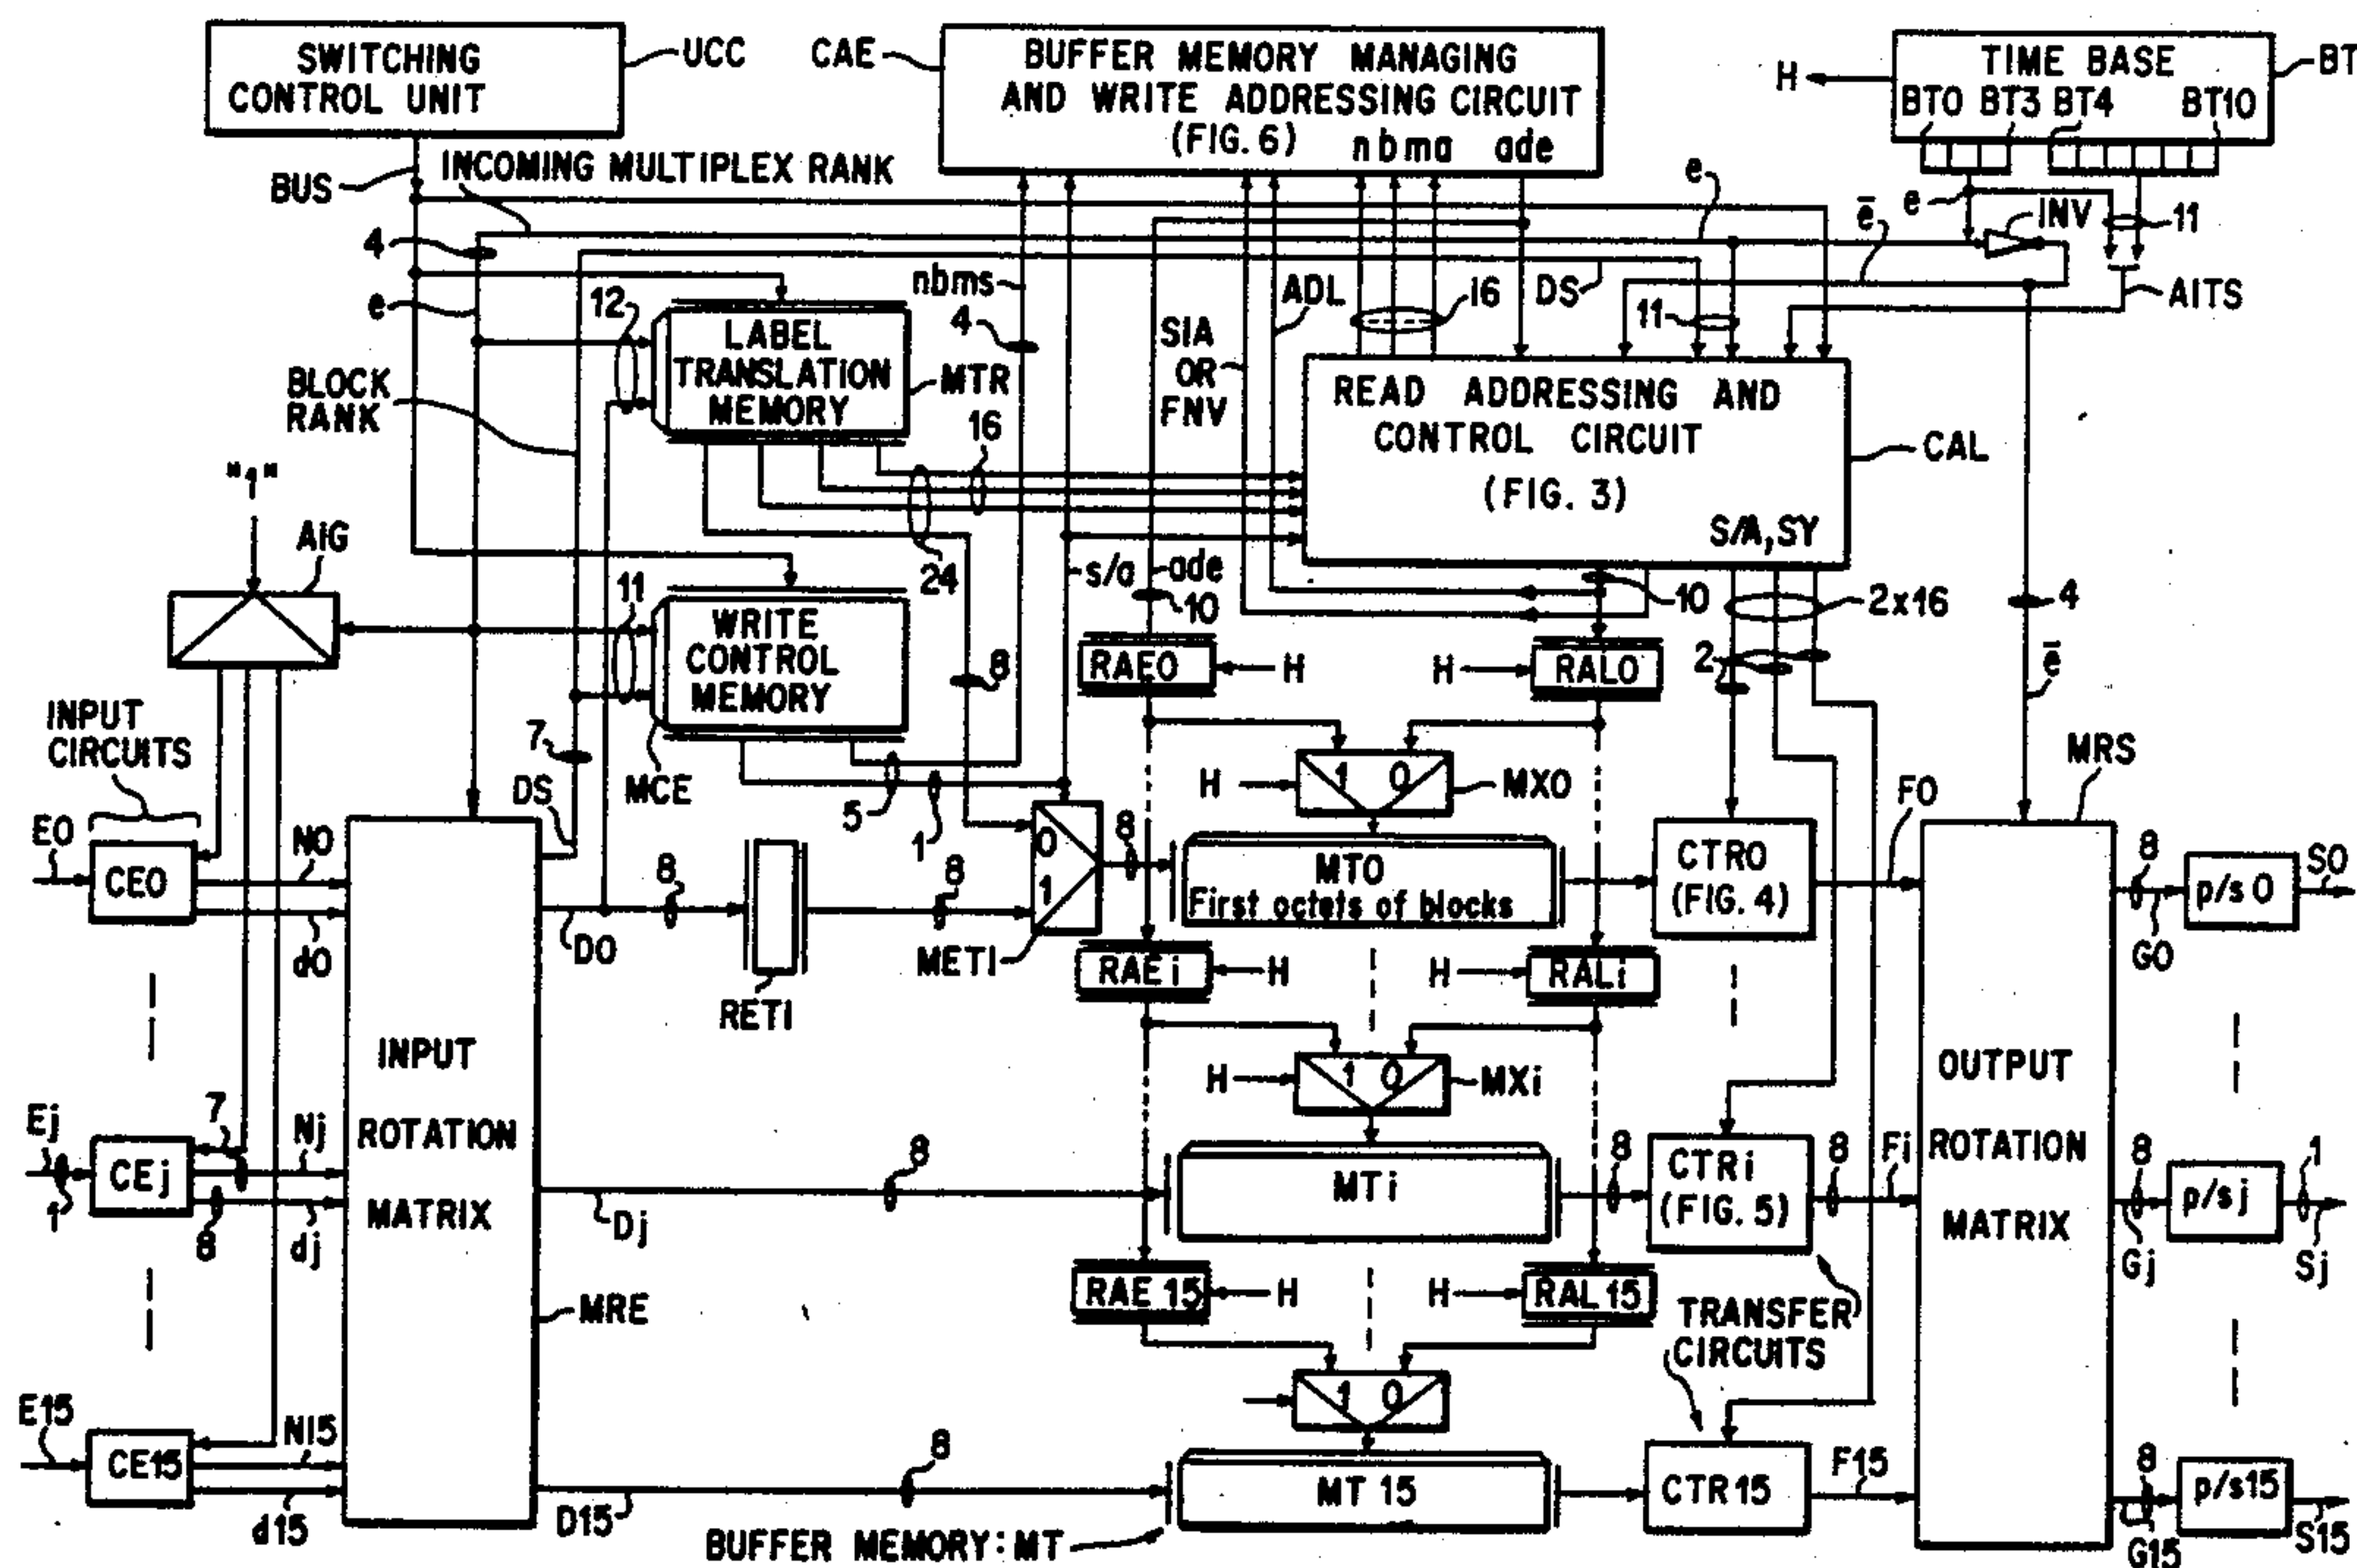 SWITCHING
CONTROL UNIT
UCC
CAE
BUFFER MEMORY MANAGING
AND WRITE ADDRESSING CIRCUIT
(FIG. 6) nbma ade
H
TIME BASE
BT0 BT3 BT4 BT10
BT
BUS
INCOMING MULTIPLEX RANK
e
e
e̅
INV
11
4
e
12
nbms
4
ADL
16
DS
11
AITS
BLOCK
RANK
LABEL
TRANSLATION
MEMORY
MTR
16
SIA
OR
FNV
READ ADDRESSING AND
CONTROL CIRCUIT
(FIG. 3)
S/A, SY
CAL
"1"
AIG
24
11
WRITE
CONTROL
MEMORY
8
s/a
ade
10
10
2x16
4
RAE0
H
H
RAL0
2
e̅
INPUT
CIRCUITS
7
DS
MCE
5
1
H
1 0
MX0
F0
MRS
E0
CE0
N0
d0
D0
8
RETI
8
0
1
METI
8
MT0
First octets of blocks
CTR0
(FIG. 4)
8
G0
p/s 0
S0
RAEi
H
H
RALi
INPUT
ROTATION
MATRIX
H
1 0
MXi
OUTPUT
ROTATION
MATRIX
Ej
1
CEj
7
Nj
8
dj
Dj
8
MTi
8
CTRi
(FIG. 5)
8
Fi
8
Gj
p/sj
1
Sj
MRE
RAE 15
H
H
RAL 15
TRANSFER
CIRCUITS
1 0
E15
CE15
N15
d15
D15
8
MT 15
CTR15
F15
8
G15
p/s15
S15
BUFFER MEMORY: MT